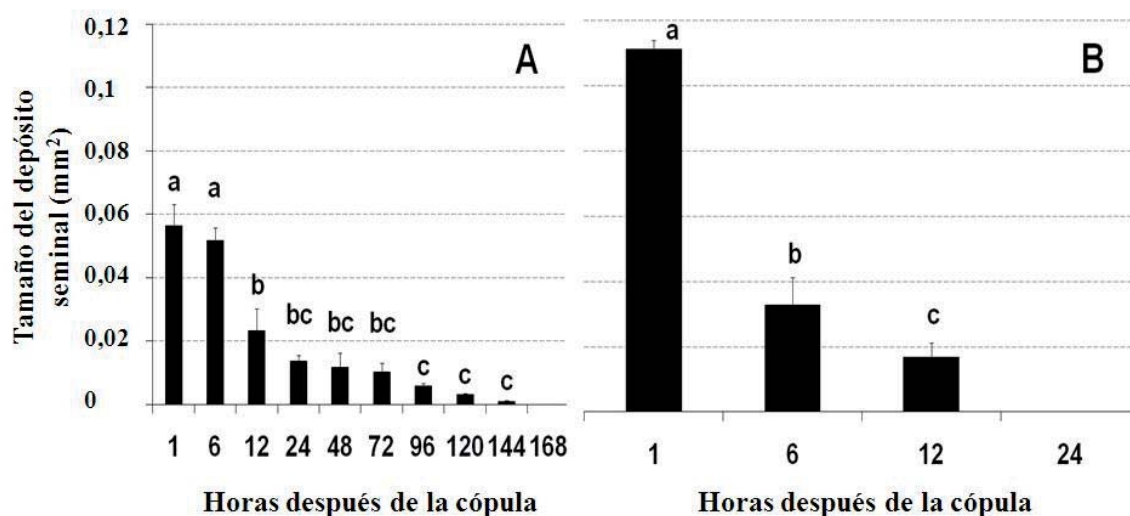 Tamaño del depósito
seminal (mm²)
0,12
0,1
0,08
0,06
0,04
0,02
0
A
a a b bc bc bc c c c
1 6 12 24 48 72 96 120 144 168
Horas después de la cópula
B
a b c
1 6 12 24
Horas después de la cópula